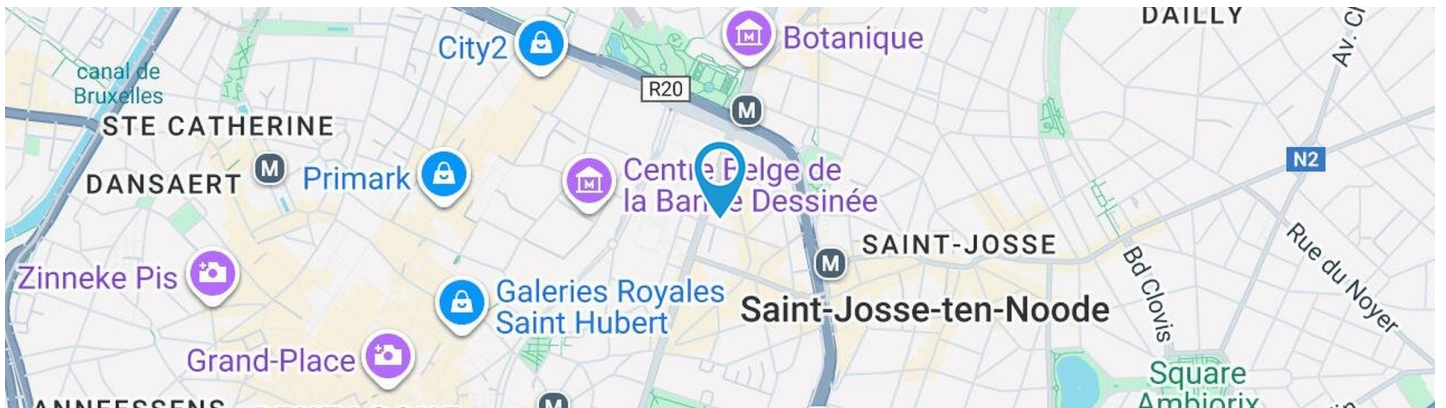 DAILLY
City2
Botanique
Av. C
canal de
Bruxelles
R20
M
STE CATHERINE
M
Primark
Centre Belge de
la Bande Dessinée
N2
DANSAERT
SAINT-JOSSE
M
Zinneke Pis
Galeries Royales
Saint Hubert
Saint-Josse-ten-Noode
Bd Clovis
Rue du Noyer
Grand-Place
Square
Ambiorix
ANNEESSENS
M